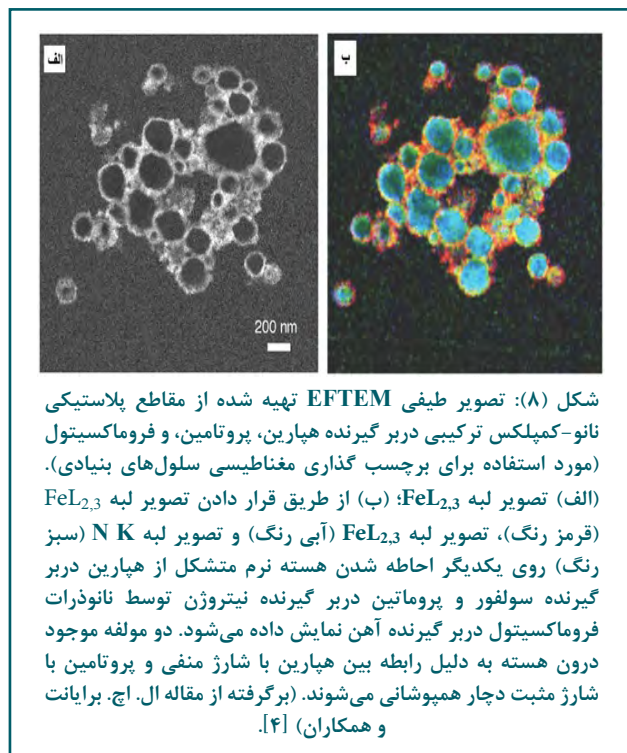 الف
ب
200 nm
شکل (۸): تصویر طیفی EFTEM تهیه شده از مقاطع پلاستیکی
نانو-کمپلکس ترکیبی دربر گیرنده هپارین، پروتامین، و فروماکسیتول
(مورد استفاده برای برچسب گذاری مغناطیسی سلول‌های بنیادی).
(الف) تصویر لبه FeL2,3؛ (ب) از طریق قرار دادن تصویر لبه FeL2,3
(قرمز رنگ)، تصویر لبه FeL2,3 (آبی رنگ) و تصویر لبه N K (سبز
رنگ) روی یکدیگر احاطه شدن هسته نرم متشکل از هپارین دربر
گیرنده سولفور و پروماتین دربر گیرنده نیتروژن توسط نانوذرات
فروماکسیتول دربر گیرنده آهن نمایش داده می‌شود. دو مولفه موجود
درون هسته به دلیل رابطه بین هپارین با شارژ منفی و پروتامین با
شارژ مثبت دچار همپوشانی می‌شوند. (برگرفته از مقاله ال. اچ. برایانت
و همکاران) [۴].